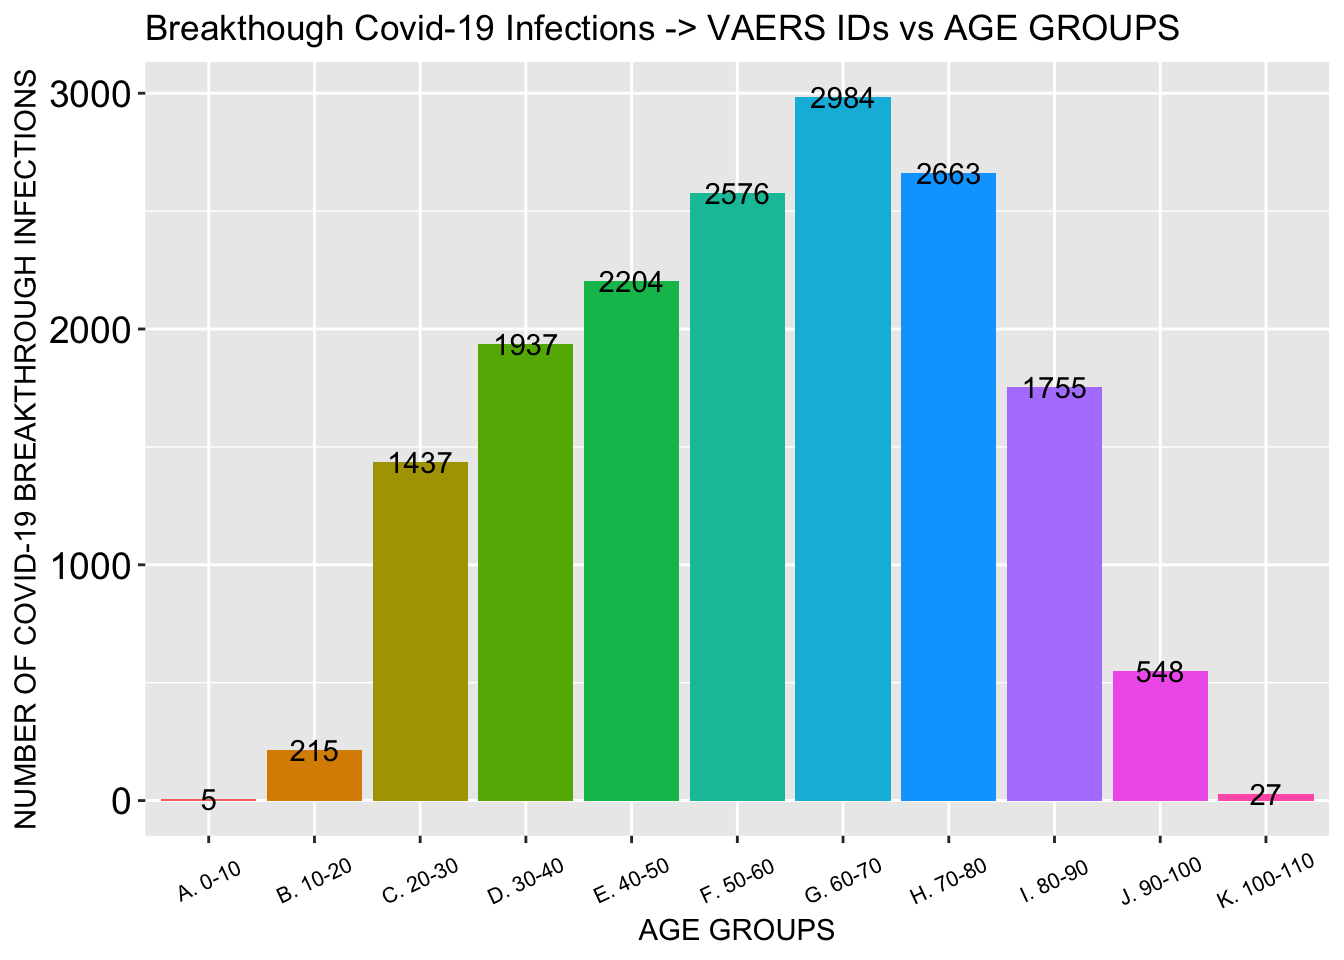 Breakthough Covid-19 Infections -> VAERS IDs vs AGE GROUPS
NUMBER OF COVID-19 BREAKTHROUGH INFECTIONS
3000
2000
1000
0
5
215
1437
1937
2204
2576
2984
2663
1755
548
27
A. 0-10
B. 10-20
C. 20-30
D. 30-40
E. 40-50
F. 50-60
G. 60-70
H. 70-80
I. 80-90
J. 90-100
K. 100-110
AGE GROUPS